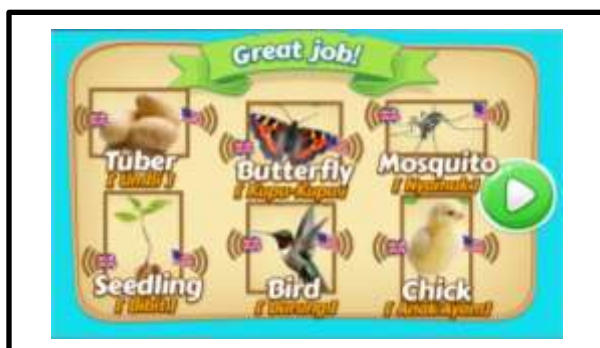 Great job!
Tuber
[ Umbi ]
Butterfly
[ Kupu-Kupu ]
Mosquito
[ Nyamuk ]
Seedling
[ Bibit ]
Bird
[ Burung ]
Chick
[ Anak Ayam ]